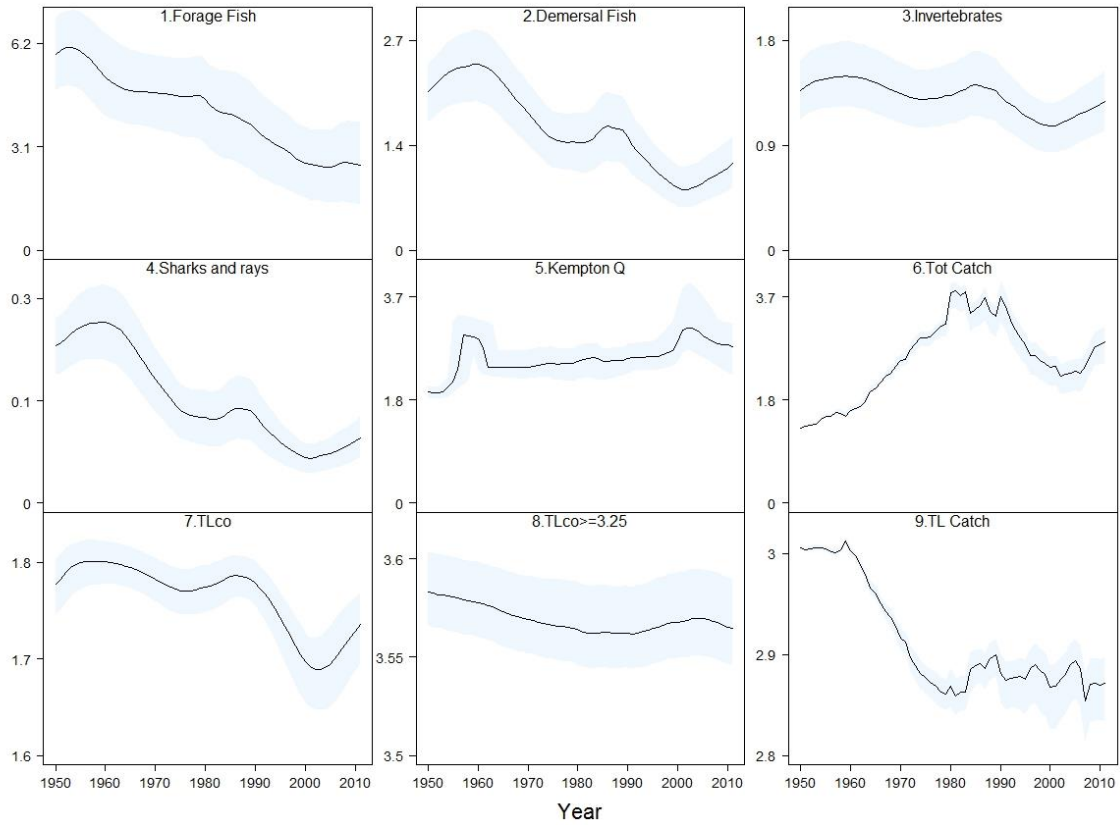 1.Forage Fish 2.Demersal Fish 3.Invertebrates
6.2 2.7 1.8
3.1 1.4 0.9
0 0 0
4.Sharks and rays 5.Kempton Q 6.Tot Catch
0.3 3.7 3.7
0.1 1.8 1.8
0 0 0
7.TLco 8.TLco>=3.25 9.TL Catch
1.8 3.6 3
1.7 3.55 2.9
1.6 3.5 2.8
1950 1960 1970 1980 1990 2000 2010 1950 1960 1970 1980 1990 2000 2010 1950 1960 1970 1980 1990 2000 2010
Year